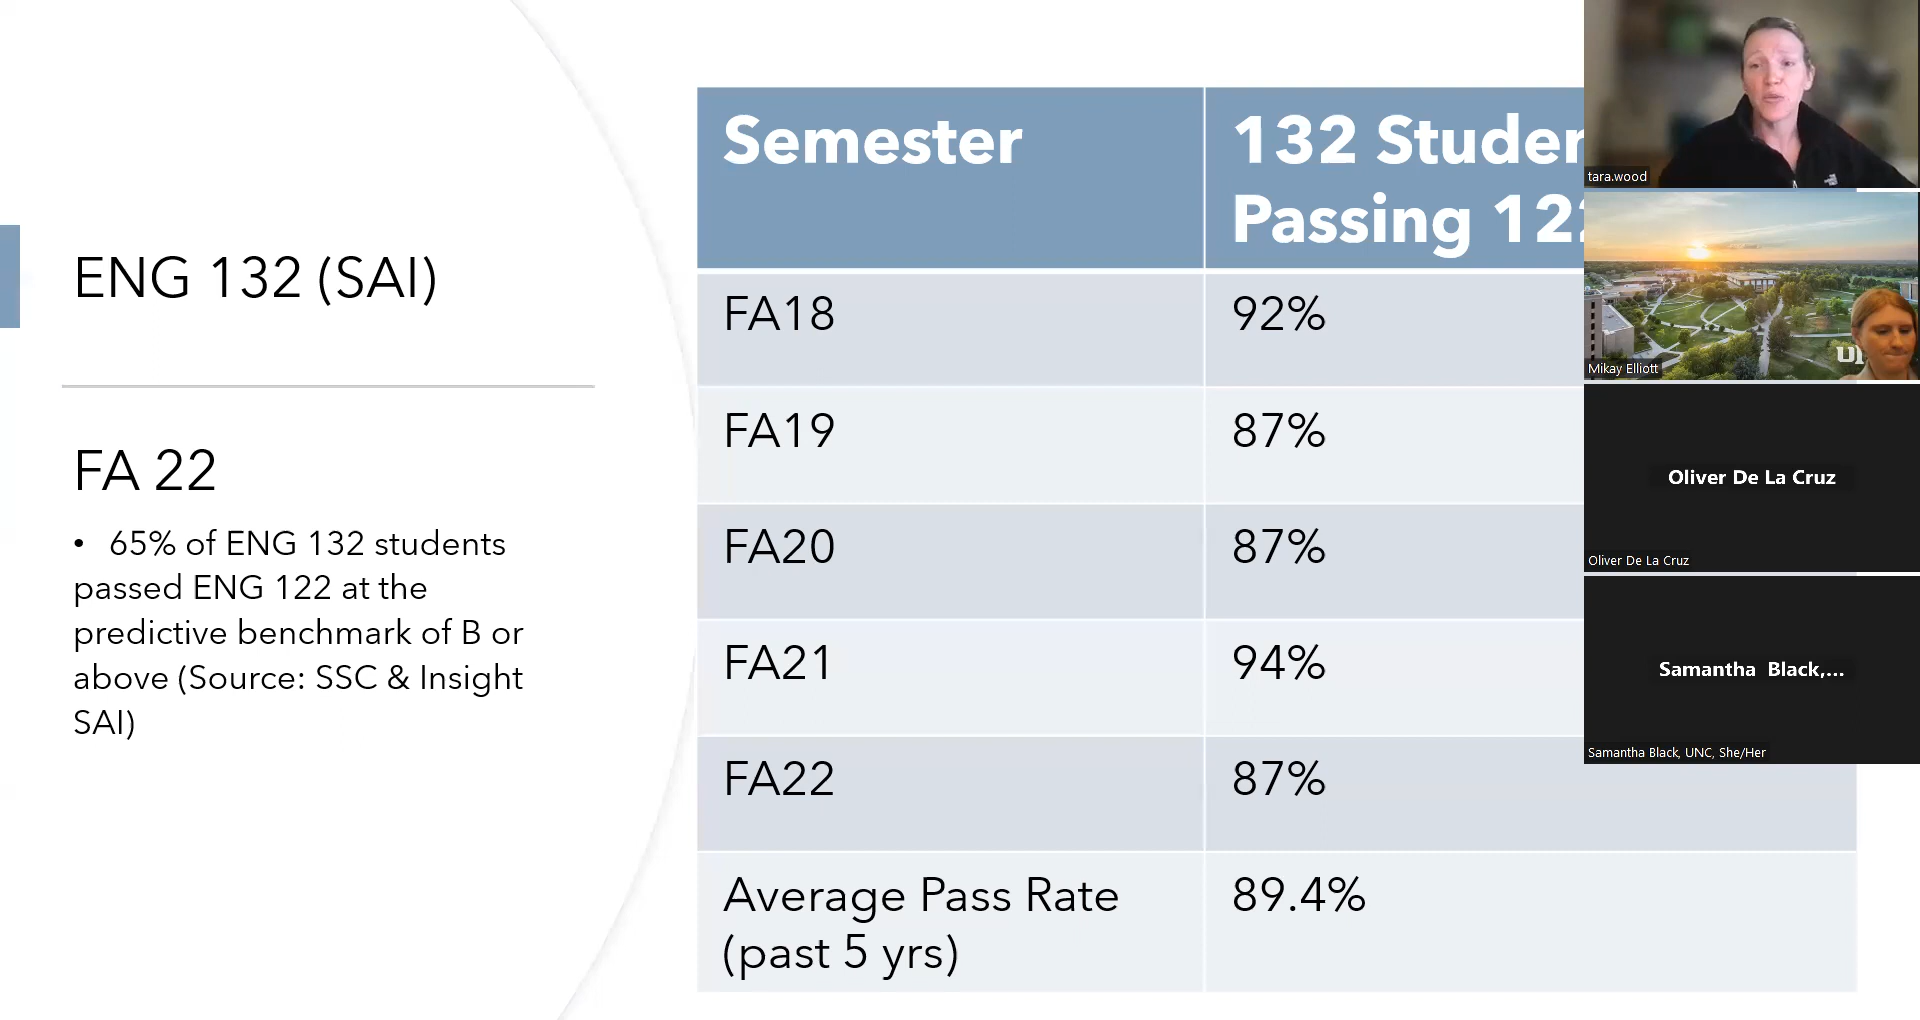 ENG 132 (SAI)
FA 22
• 65% of ENG 132 students
passed ENG 122 at the
predictive benchmark of B or
above (Source: SSC & Insight
SAI)
Semester
132
Passing
FA18
92%
FA19
87%
FA20
87%
FA21
94%
FA22
87%
Average Pass Rate
(past 5 yrs)
89.4%
tara.wood
Mikay Elliott
Oliver De La Cruz
Oliver De La Cruz
Samantha Black,...
Samantha Black, UNC, She/Her